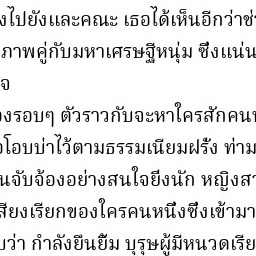 งไปยังและคณะ เธอได้เห็นอีกว่าช่
ภาพคู่กับมหาเศรษฐีหนุ่ม ซึ่งแน่น
จ
งรอบๆ ตัวราวกับจะหาใครสักคน
โอบบ่าไว้ตามธรรมเนียมฝรั่ง ท่าม
นจับจ้องอย่างสนใจยิ่งนัก หญิงสา
สียงเรียกของใครคนหนึ่งซึ่งเข้ามา
บว่า กำลังยืนยิ้ม บุรุษผู้มีหนวดเรีย